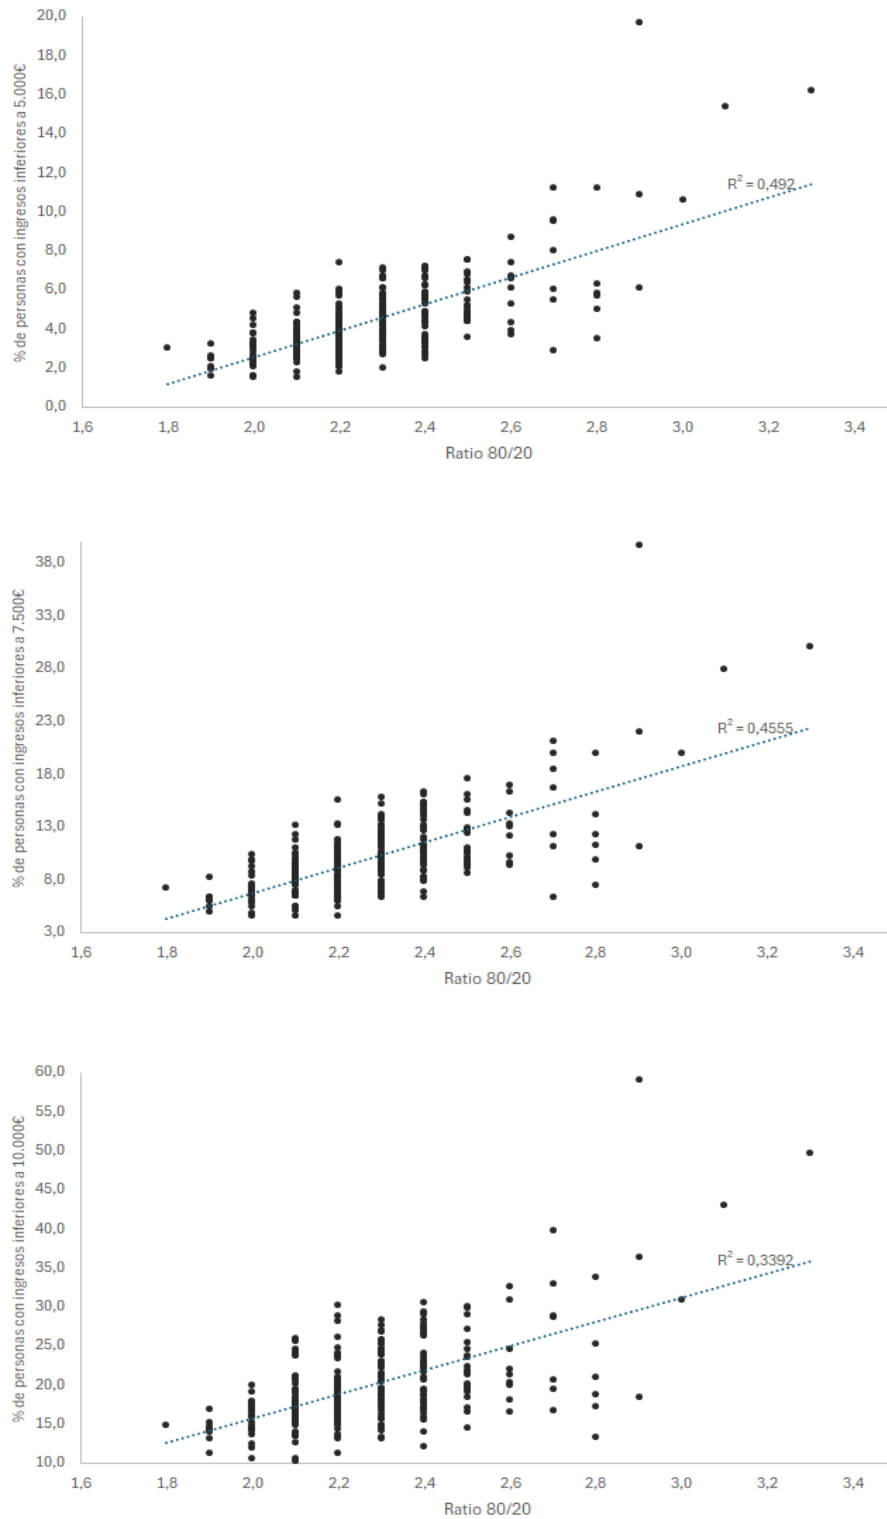 % de personas con ingresos inferiores a 5.000€
20,0
18,0
16,0
14,0
12,0
10,0
8,0
6,0
4,0
2,0
0,0
R² = 0,492
1,6 1,8 2,0 2,2 2,4 2,6 2,8 3,0 3,2 3,4
Ratio 80/20
% de personas con ingresos inferiores a 7.500€
38,0
33,0
28,0
23,0
18,0
13,0
8,0
3,0
R² = 0,4555
1,6 1,8 2,0 2,2 2,4 2,6 2,8 3,0 3,2 3,4
Ratio 80/20
% de personas con ingresos inferiores a 10.000€
60,0
55,0
50,0
45,0
40,0
35,0
30,0
25,0
20,0
15,0
10,0
R² = 0,3392
1,6 1,8 2,0 2,2 2,4 2,6 2,8 3,0 3,2 3,4
Ratio 80/20